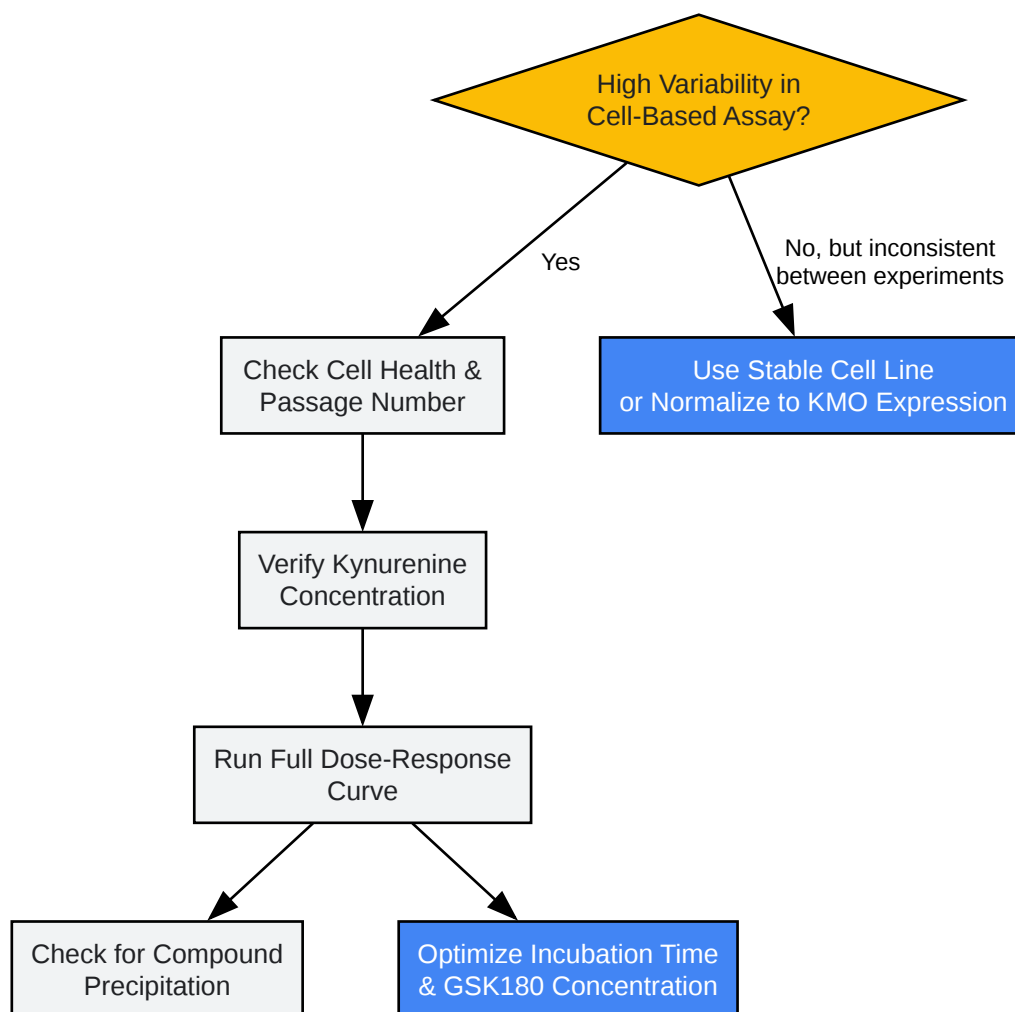 High Variability in
Cell-Based Assay?
Yes
No, but inconsistent
between experiments
Check Cell Health &
Passage Number
Use Stable Cell Line
or Normalize to KMO Expression
Verify Kynurenine
Concentration
Run Full Dose-Response
Curve
Check for Compound
Precipitation
Optimize Incubation Time
& GSK180 Concentration